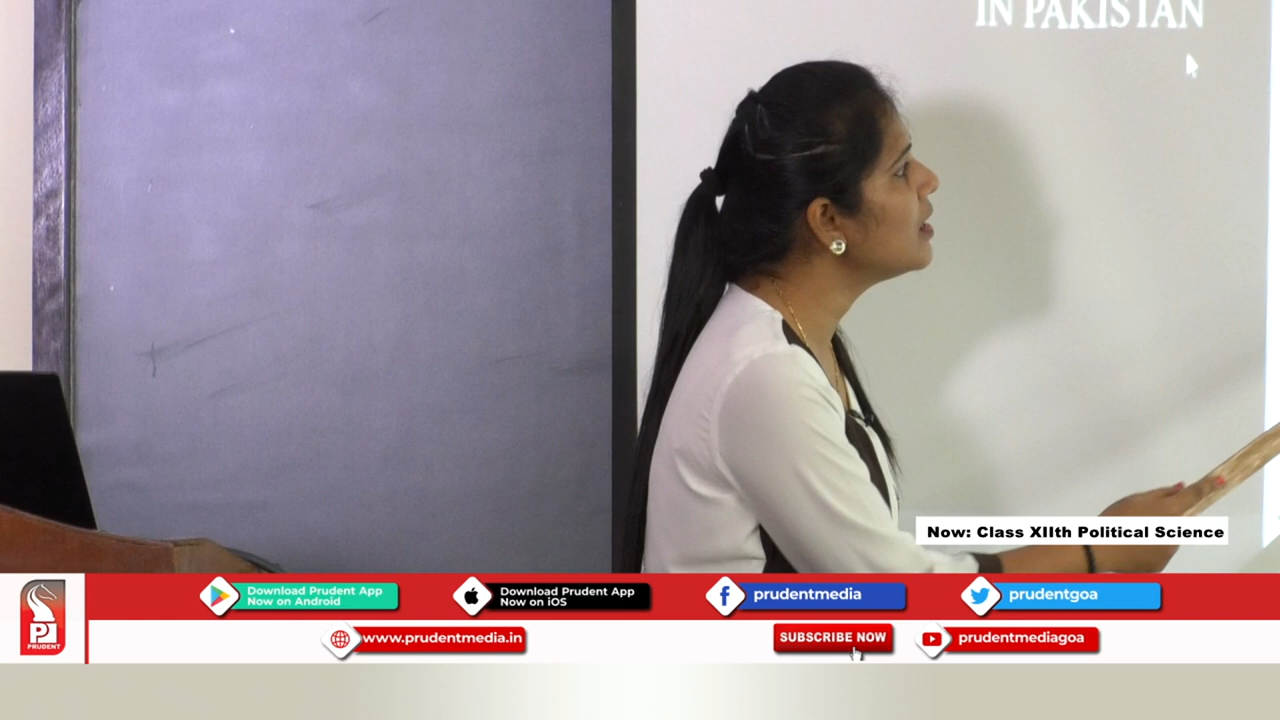 IN PAKISTAN
Now: Class XIIth Political Science
Download Prudent App
Now on Android
Download Prudent App
Now on iOS
prudentmedia
prudentgoa
PRUDENT
www.prudentmedia.in
SUBSCRIBE NOW
prudentmediagoa